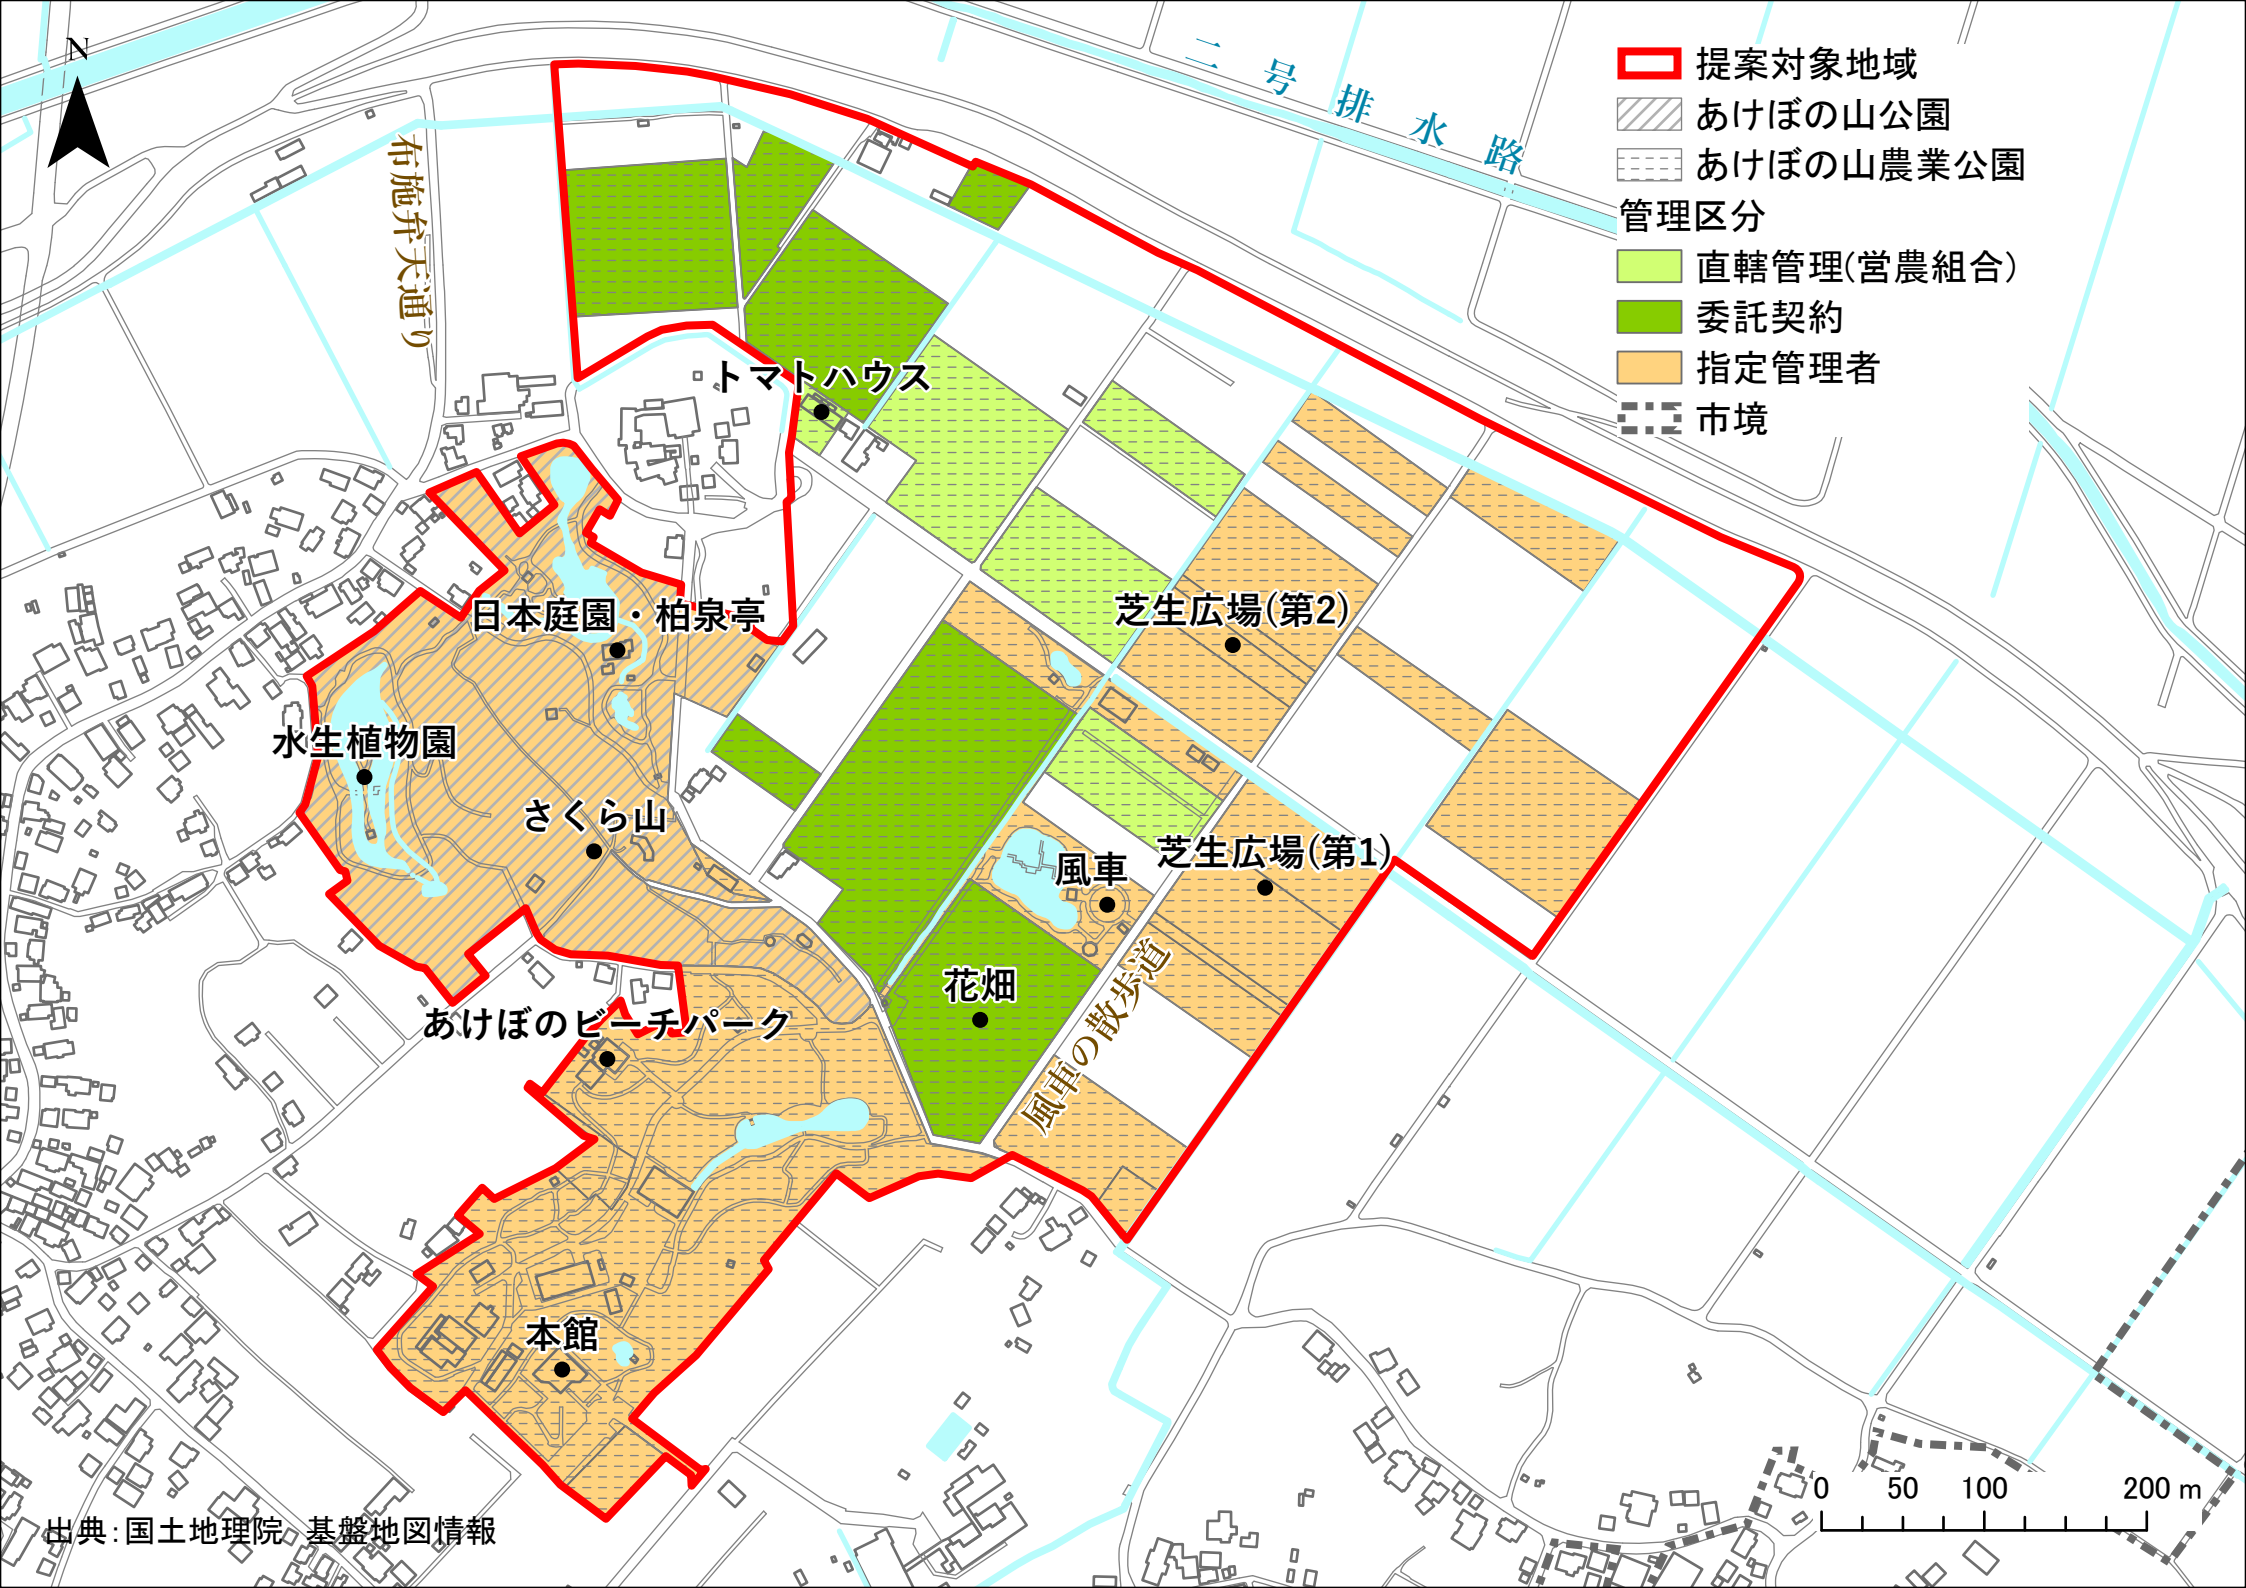 N
二号排水路
布施弁天通り
提案対象地域
あけぼの山公園
あけぼの山農業公園
管理区分
直轄管理(営農組合)
委託契約
指定管理者
市境
トマトハウス
日本庭園・柏泉亭
芝生広場(第2)
水生植物園
さくら山
芝生広場(第1)
風車
花畑
風車の散歩道
あけぼのビーチパーク
本館
0 50 100 200 m
出典：国土地理院 基盤地図情報